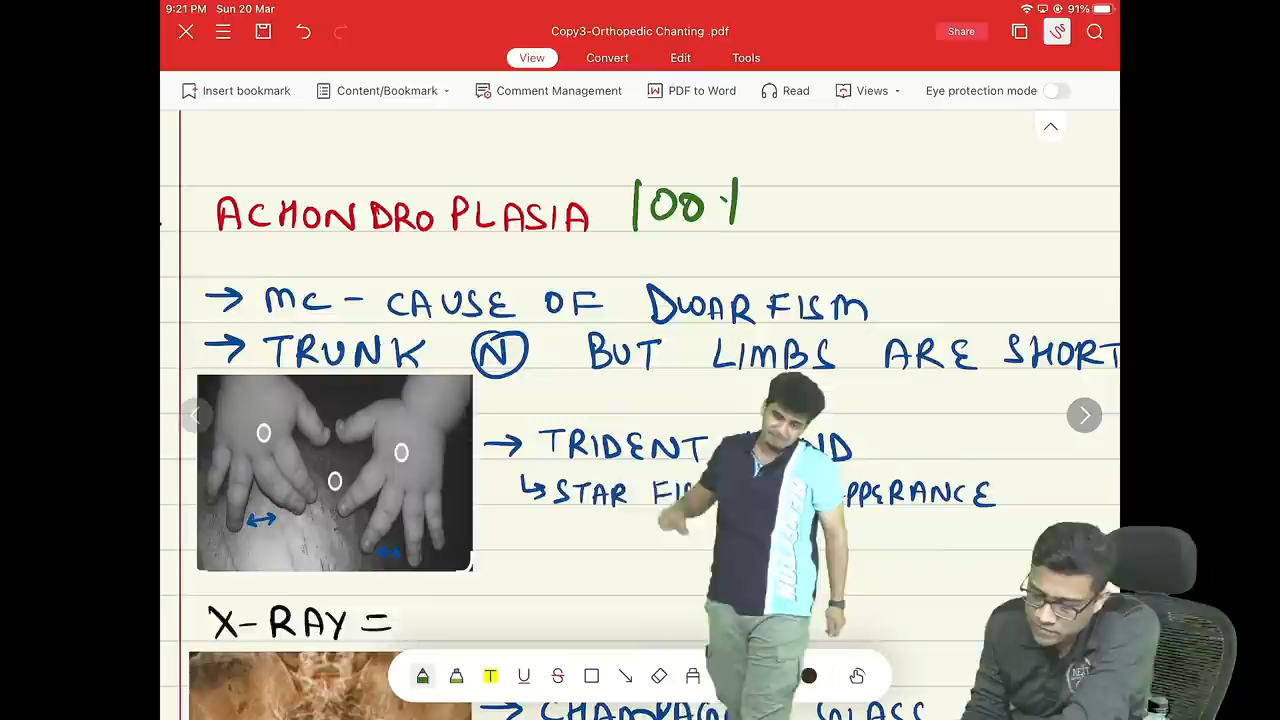 9:21 PM Sun 20 Mar 91%
Copy3-Orthopedic Chanting .pdf
Share
View Convert Edit Tools
Insert bookmark Content/Bookmark Comment Management PDF to Word Read Views Eye protection mode
ACHONDROPLASIA 100%
→ MC - CAUSE OF DWARFISM
→ TRUNK N BUT LIMBS ARE SHORT
→ TRIDENT
↳ STAR APPERANCE
X-RAY =
→ GLASS
T U S